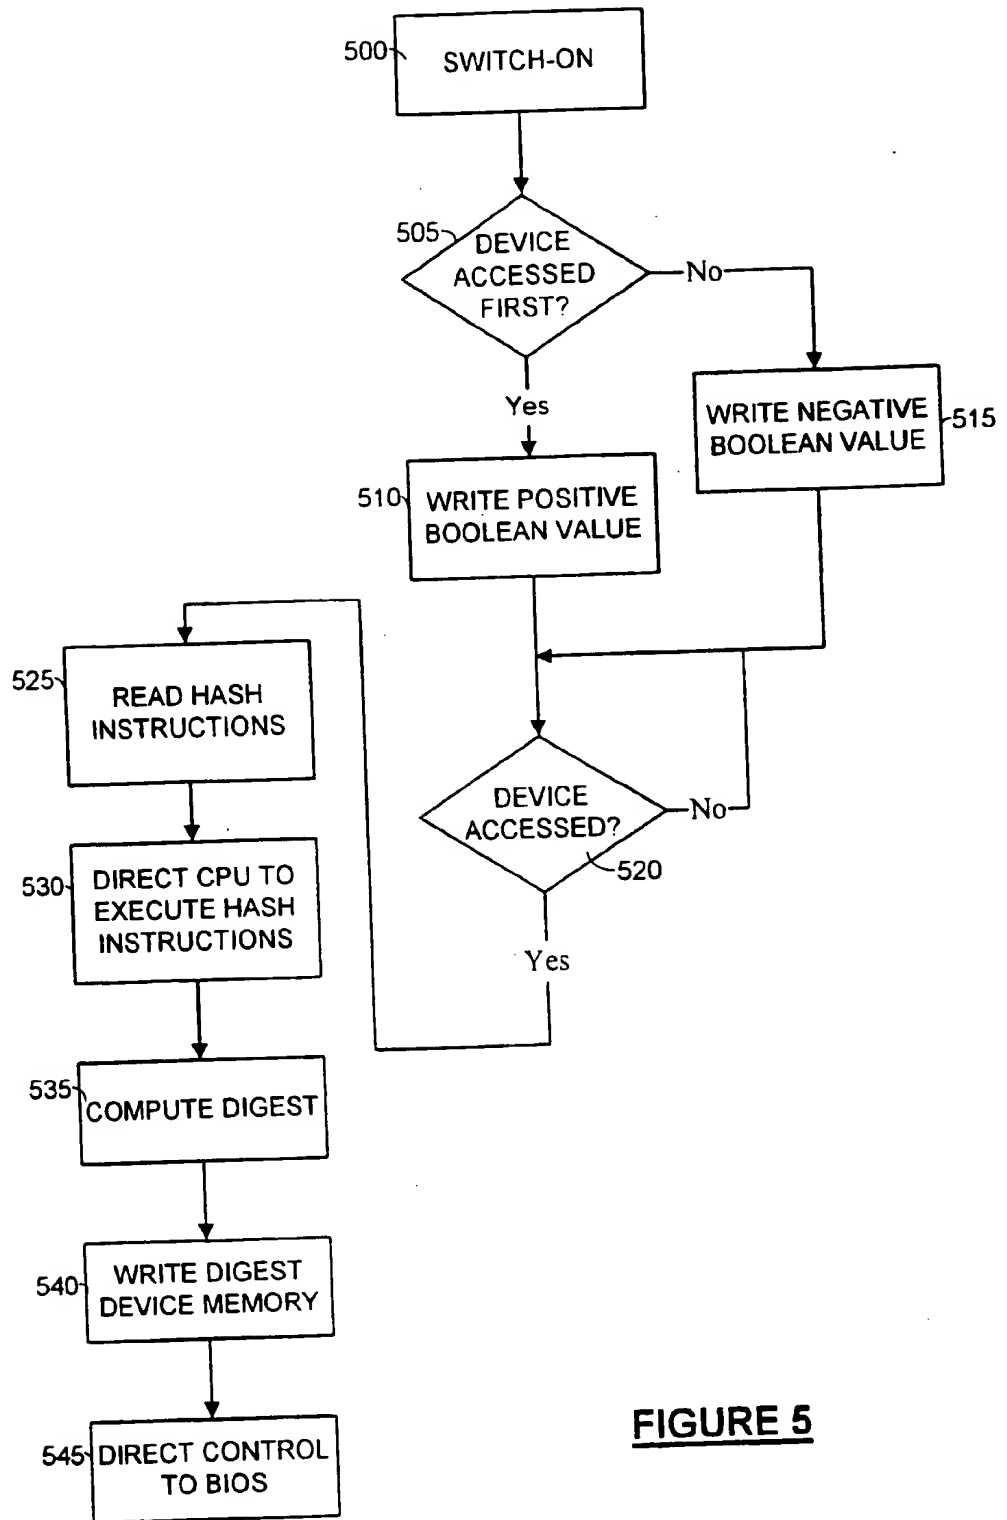 500
SWITCH-ON
505
DEVICE
ACCESSED
FIRST?
No
Yes
WRITE NEGATIVE
BOOLEAN VALUE
515
510
WRITE POSITIVE
BOOLEAN VALUE
525
READ HASH
INSTRUCTIONS
DEVICE
ACCESSED?
No
520
Yes
530
DIRECT CPU TO
EXECUTE HASH
INSTRUCTIONS
535
COMPUTE DIGEST
540
WRITE DIGEST
DEVICE MEMORY
545
DIRECT CONTROL
TO BIOS
FIGURE 5